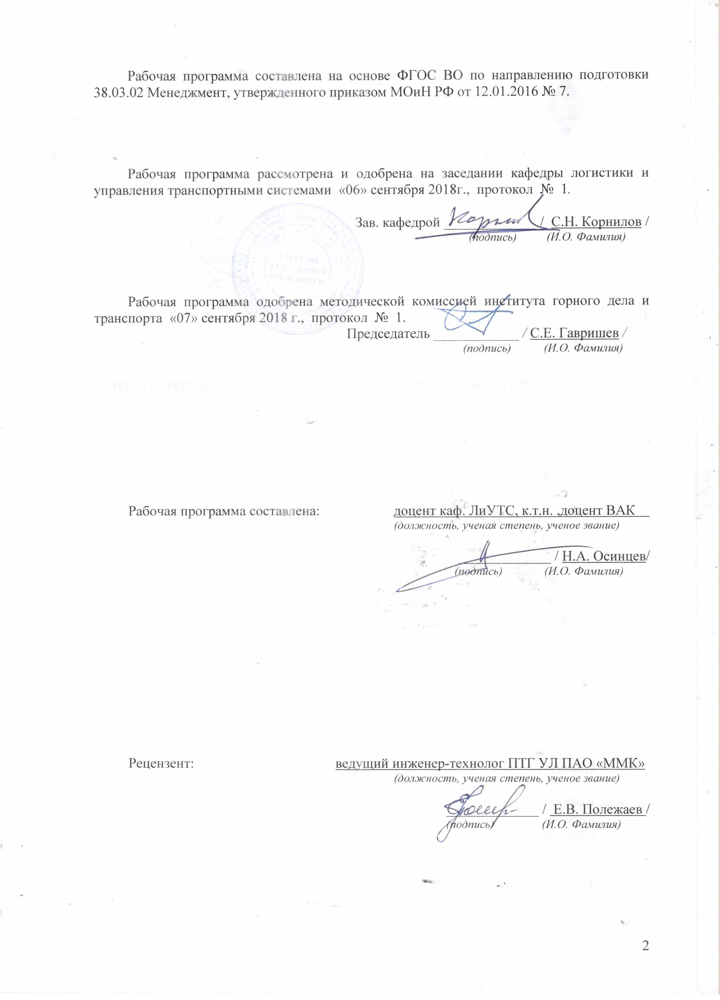 Рабочая программа составлена на основе ФГОС ВО по направлению подготовки
38.03.02 Менеджмент, утвержденного приказом МОиН РФ от 12.01.2016 № 7.
Рабочая программа рассмотрена и одобрена на заседании кафедры логистики и
управления транспортными системами «06» сентября 2018г., протокол № 1.
Зав. кафедрой ____________ / С.Н. Корнилов /
(подпись) (И.О. Фамилия)
Рабочая программа одобрена методической комиссией института горного дела и
транспорта «07» сентября 2018 г., протокол № 1.
Председатель ____________ / С.Е. Гавришев /
(подпись) (И.О. Фамилия)
Рабочая программа составлена: доцент каф. ЛиУТС, к.т.н. ,доцент ВАК
(должность, ученая степень, ученое звание)
____________ / Н.А. Осинцев/
(подпись) (И.О. Фамилия)
Рецензент: ведущий инженер-технолог ПТГ УЛ ПАО «ММК»
(должность, ученая степень, ученое звание)
____________ / Е.В. Полежаев /
(подпись) (И.О. Фамилия)
2